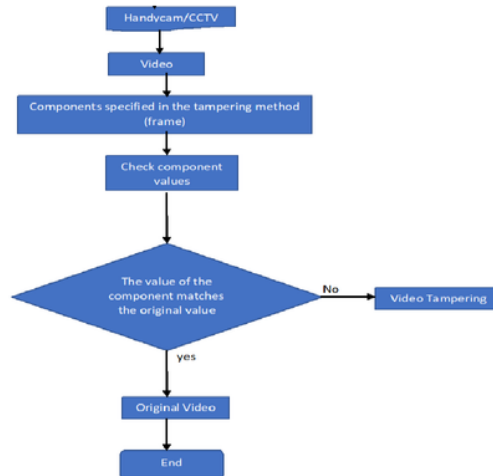 Handycam/CCTV
Video
Components specified in the tampering method
(frame)
Check component
values
The value of the
component matches
the original value
No
Video Tampering
yes
Original Video
End